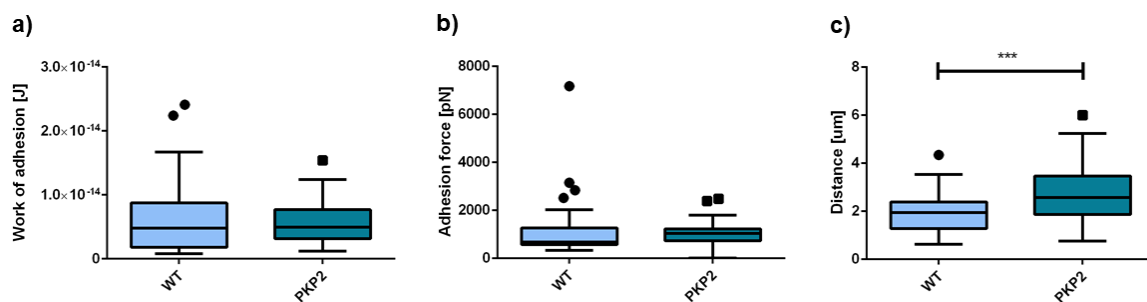 a)
Work of adhesion [J]
3.0×10⁻¹⁴
2.0×10⁻¹⁴
1.0×10⁻¹⁴
0
WT
PKP2
b)
Adhesion force [pN]
8000
6000
4000
2000
0
WT
PKP2
c)
Distance [um]
8
6
4
2
0
***
WT
PKP2